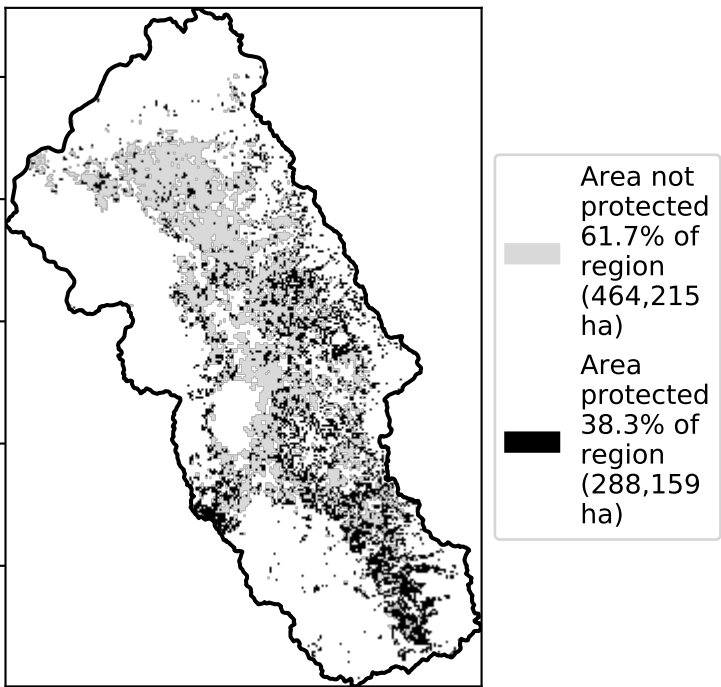 Area not
protected
61.7% of
region
(464,215
ha)
Area
protected
38.3% of
region
(288,159
ha)